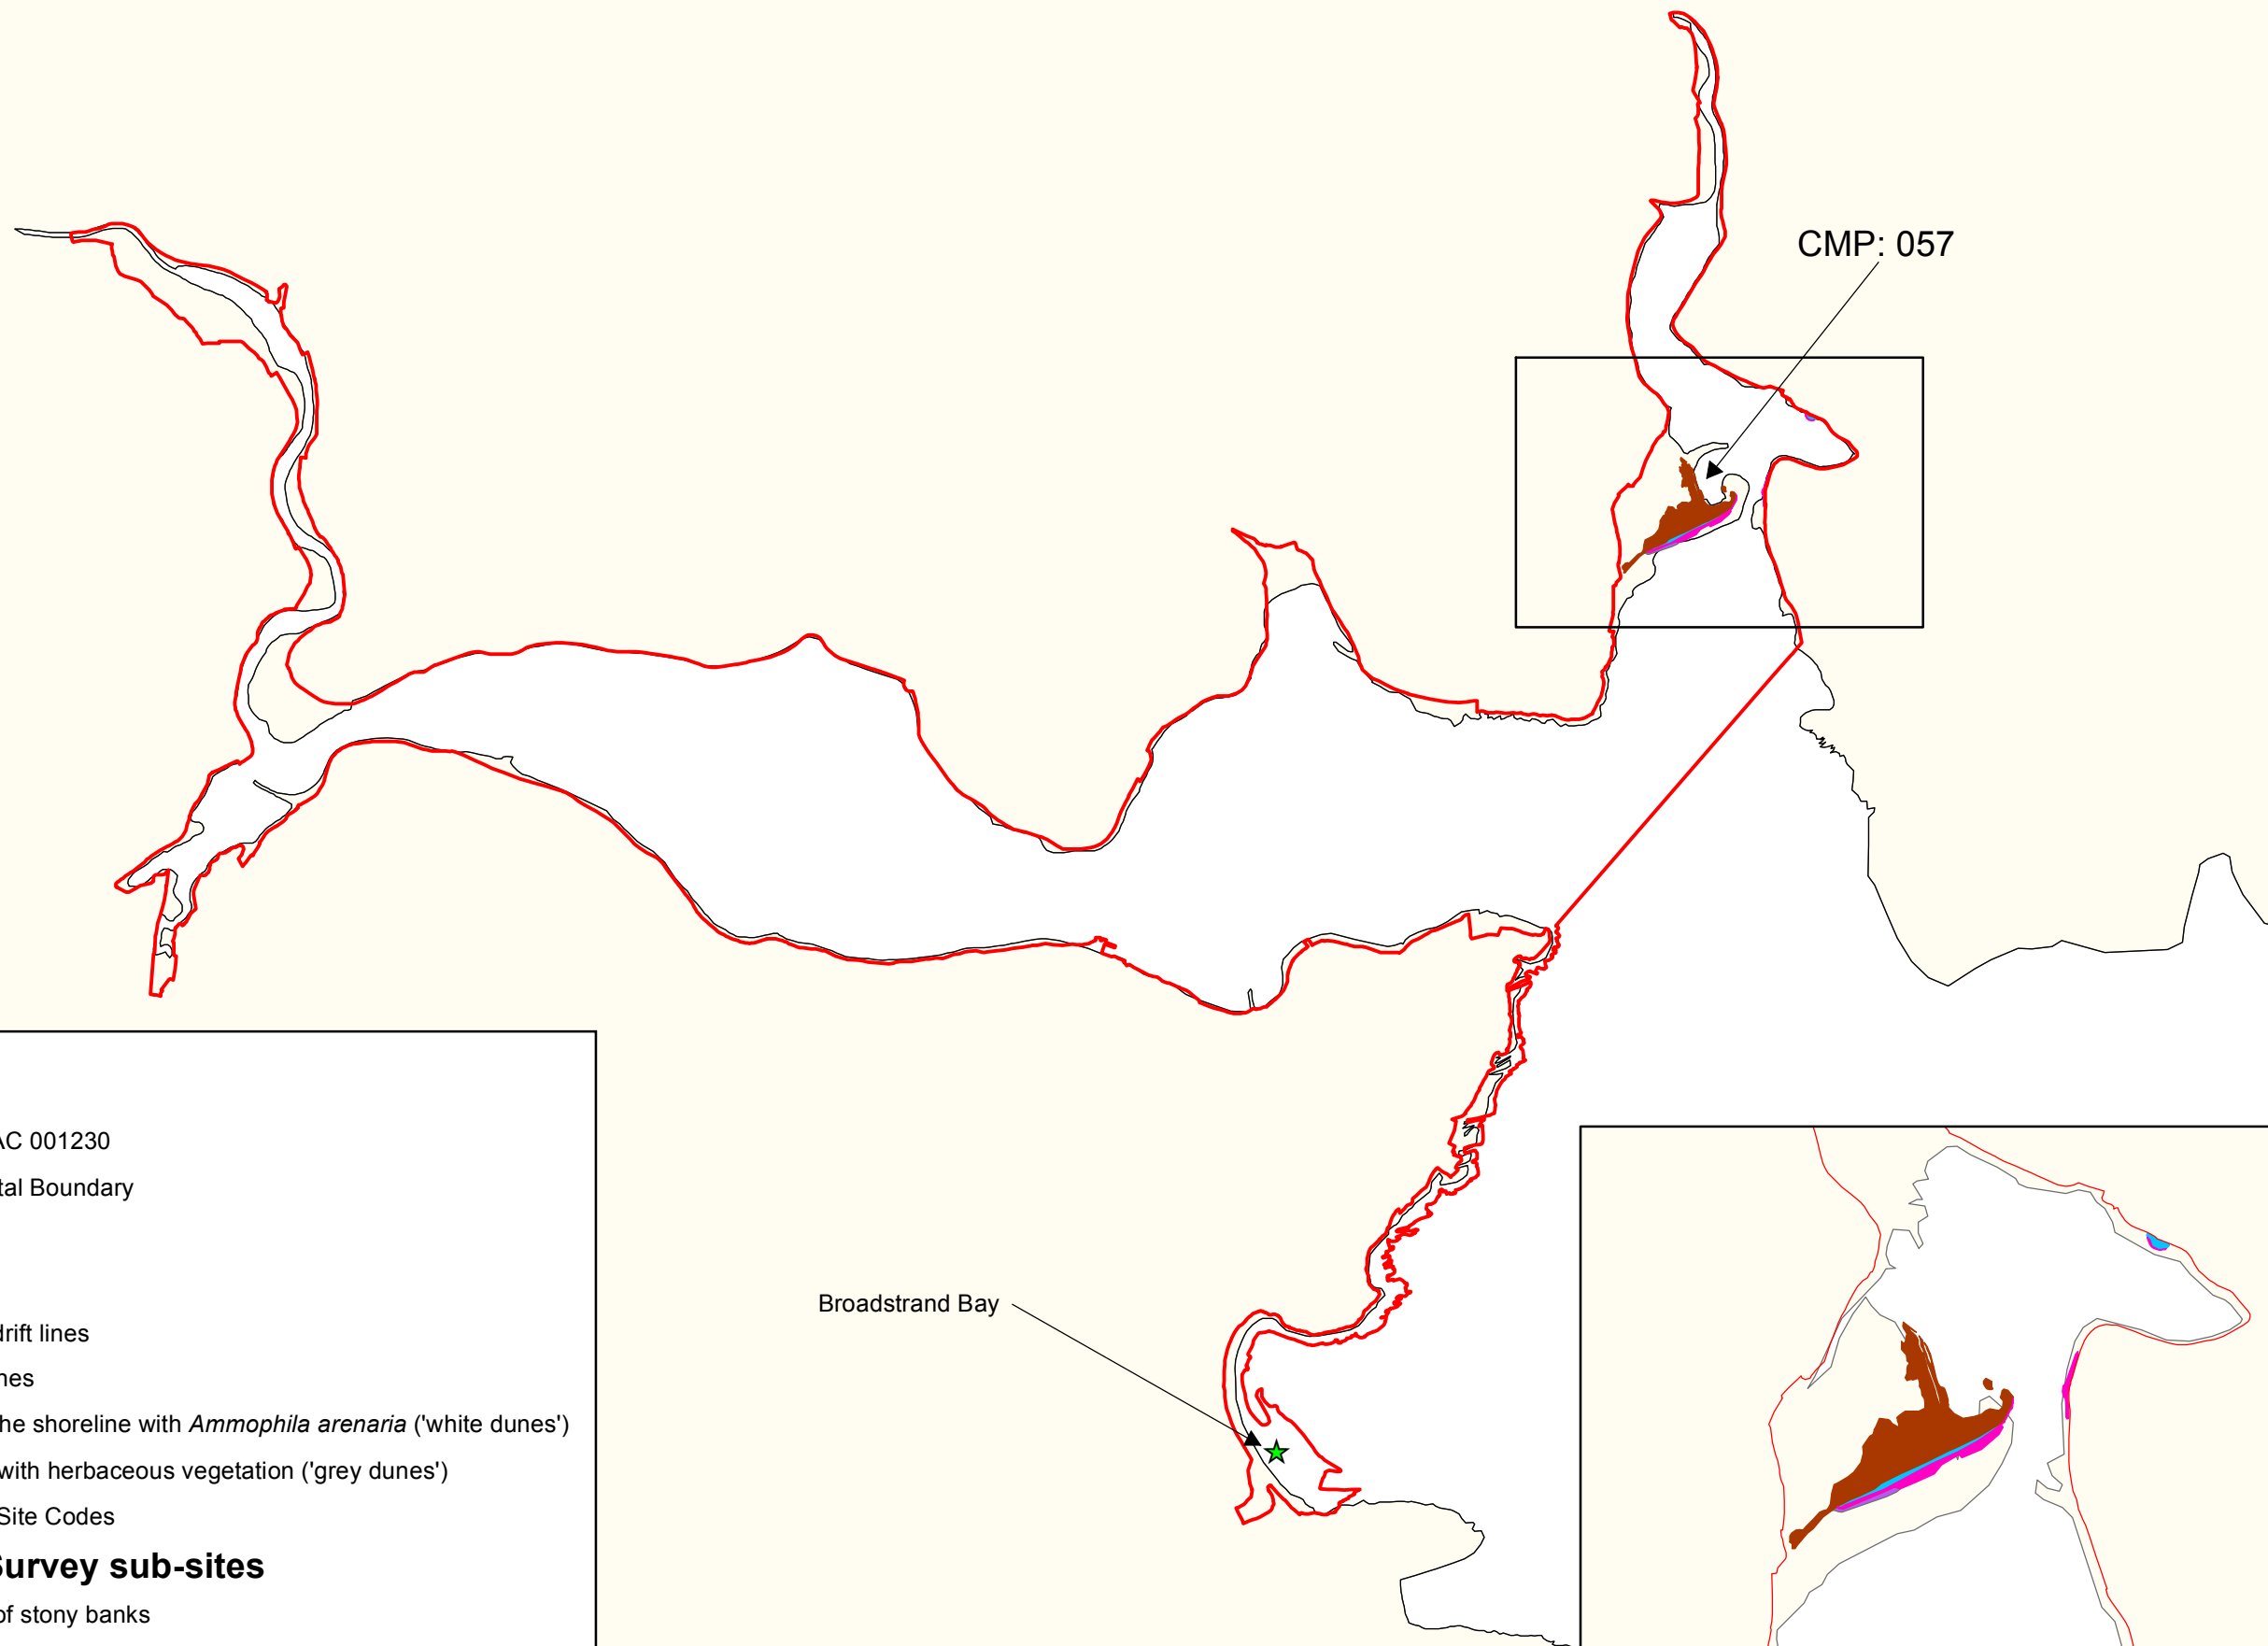 CMP: 057
AC 001230
tal Boundary
drift lines
nes
he shoreline with Ammophila arenaria ('white dunes')
with herbaceous vegetation ('grey dunes')
Site Codes
Survey sub-sites
of stony banks
Broadstrand Bay